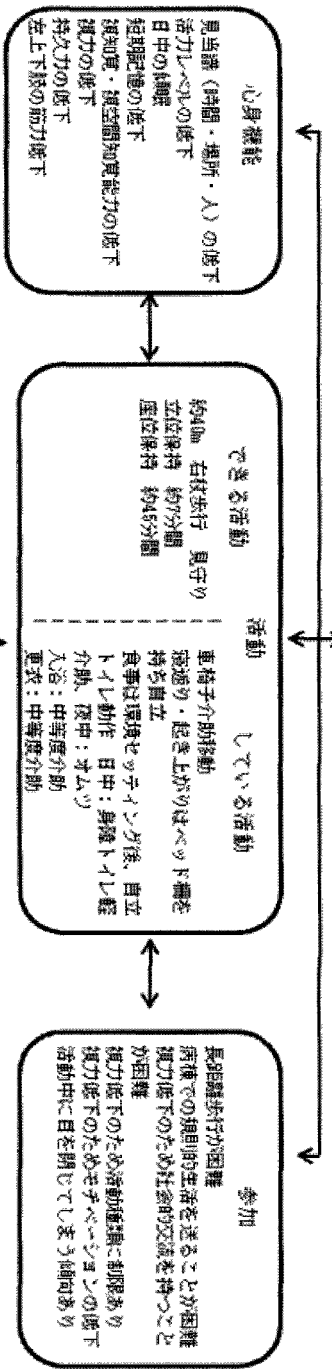 心身機能
見当識（時間・場所・人）の低下
活力レベルの低下
日中の傾眠
短期記憶の低下
視知覚・視空間知覚能力の低下
視力の低下
持久力の低下
左上下肢の筋力低下
活動
できる活動
約40m 右杖歩行 見守り
立位保持 約7分間
座位保持 約45分間
している活動
車椅子介助移動
寝返り・起き上がりはベッド柵を
持ち自立
食事は環境セッティング後、自立
トイレ動作 日中：身障トイレ軽
介助、夜中：オムツ
入浴：中等度介助
更衣：中等度介助
参加
長距離歩行が困難
病棟での規則的生活を送ることが困難
視力低下のため社会的交流を持つこと
が困難
視力低下のため活動種類に制限あり
視力低下のためモチベーションの低下
活動中に目を閉じてしまう傾向あり